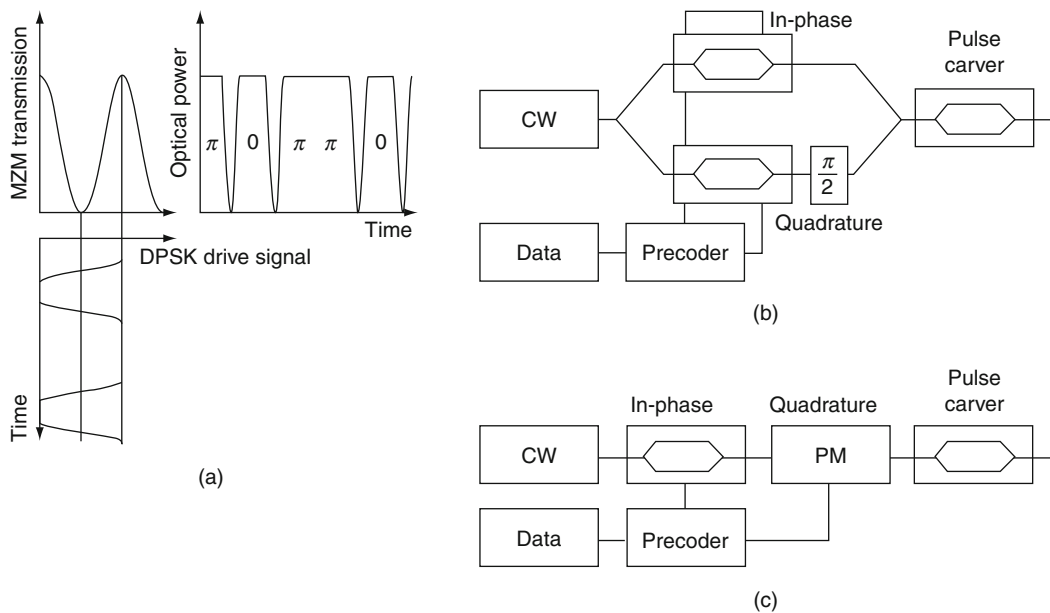 MZM transmission
Optical power
π 0 π π 0
Time
DPSK drive signal
Time
(a)
In-phase
Pulse
carver
CW
π
2
Quadrature
Data
Precoder
(b)
In-phase
Quadrature
Pulse
carver
CW
PM
Data
Precoder
(c)